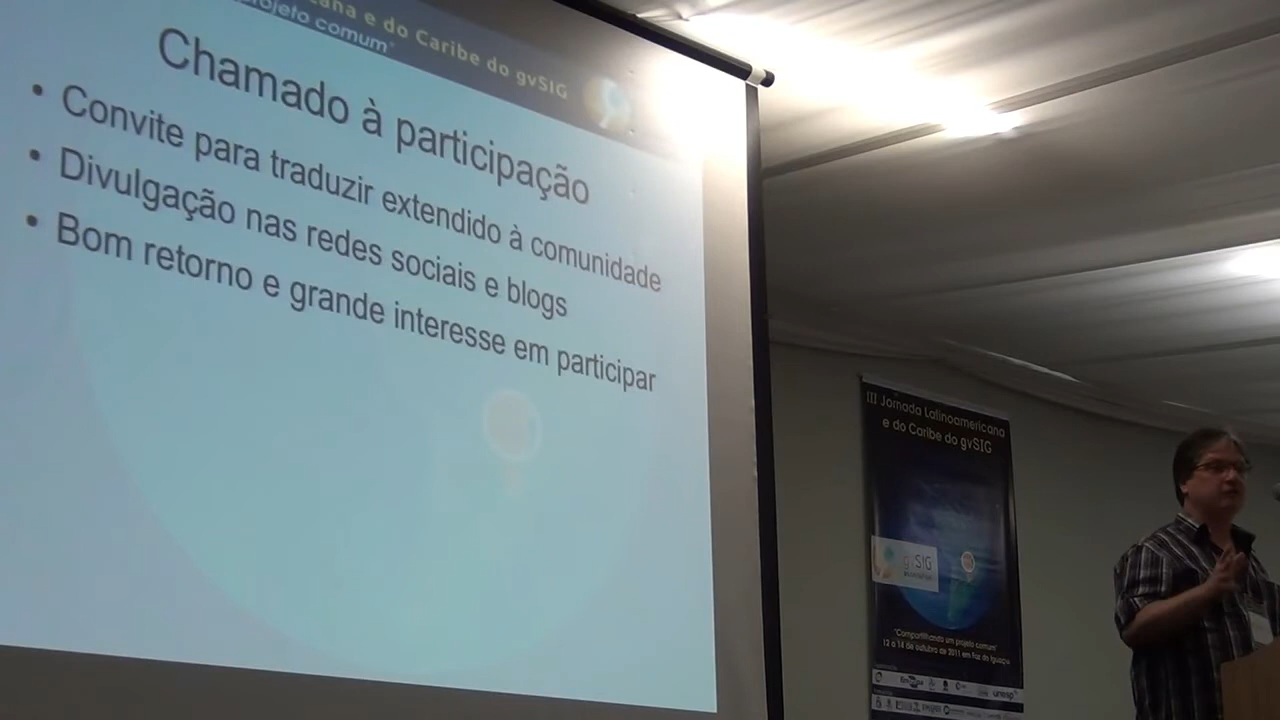 ana e do Caribe do gvSIG
projeto comum"
Chamado à participação
• Convite para traduzir extendido à comunidade
• Divulgação nas redes sociais e blogs
• Bom retorno e grande interesse em participar
III Jornada Latinoamericana
e do Caribe do gvSIG
gvSIG
"Compartilhando um projeto comum"
12 a 14 de outubro de 2011 em Foz do Iguaçu
unesp